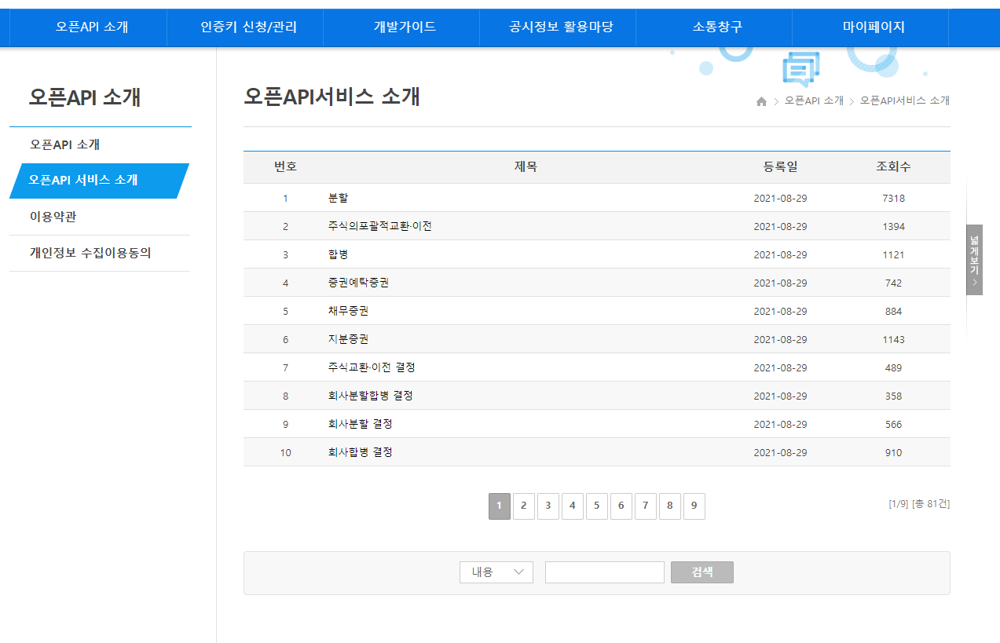 오픈API 소개 인증키 신청/관리 개발가이드 공시정보 활용마당 소통창구 마이페이지
오픈API 소개
오픈API 소개
오픈API 서비스 소개
이용약관
개인정보 수집이용동의
오픈API서비스 소개
오픈API 소개 > 오픈API서비스 소개
번호 제목 등록일 조회수
1 분할 2021-08-29 7318
2 주식의포괄적교환·이전 2021-08-29 1394
3 합병 2021-08-29 1121
4 증권예탁증권 2021-08-29 742
5 채무증권 2021-08-29 884
6 지분증권 2021-08-29 1143
7 주식교환·이전 결정 2021-08-29 489
8 회사분할합병 결정 2021-08-29 358
9 회사분할 결정 2021-08-29 566
10 회사합병 결정 2021-08-29 910
넓게보기 >
1 2 3 4 5 6 7 8 9
[1/9] [총 81건]
내용 검색